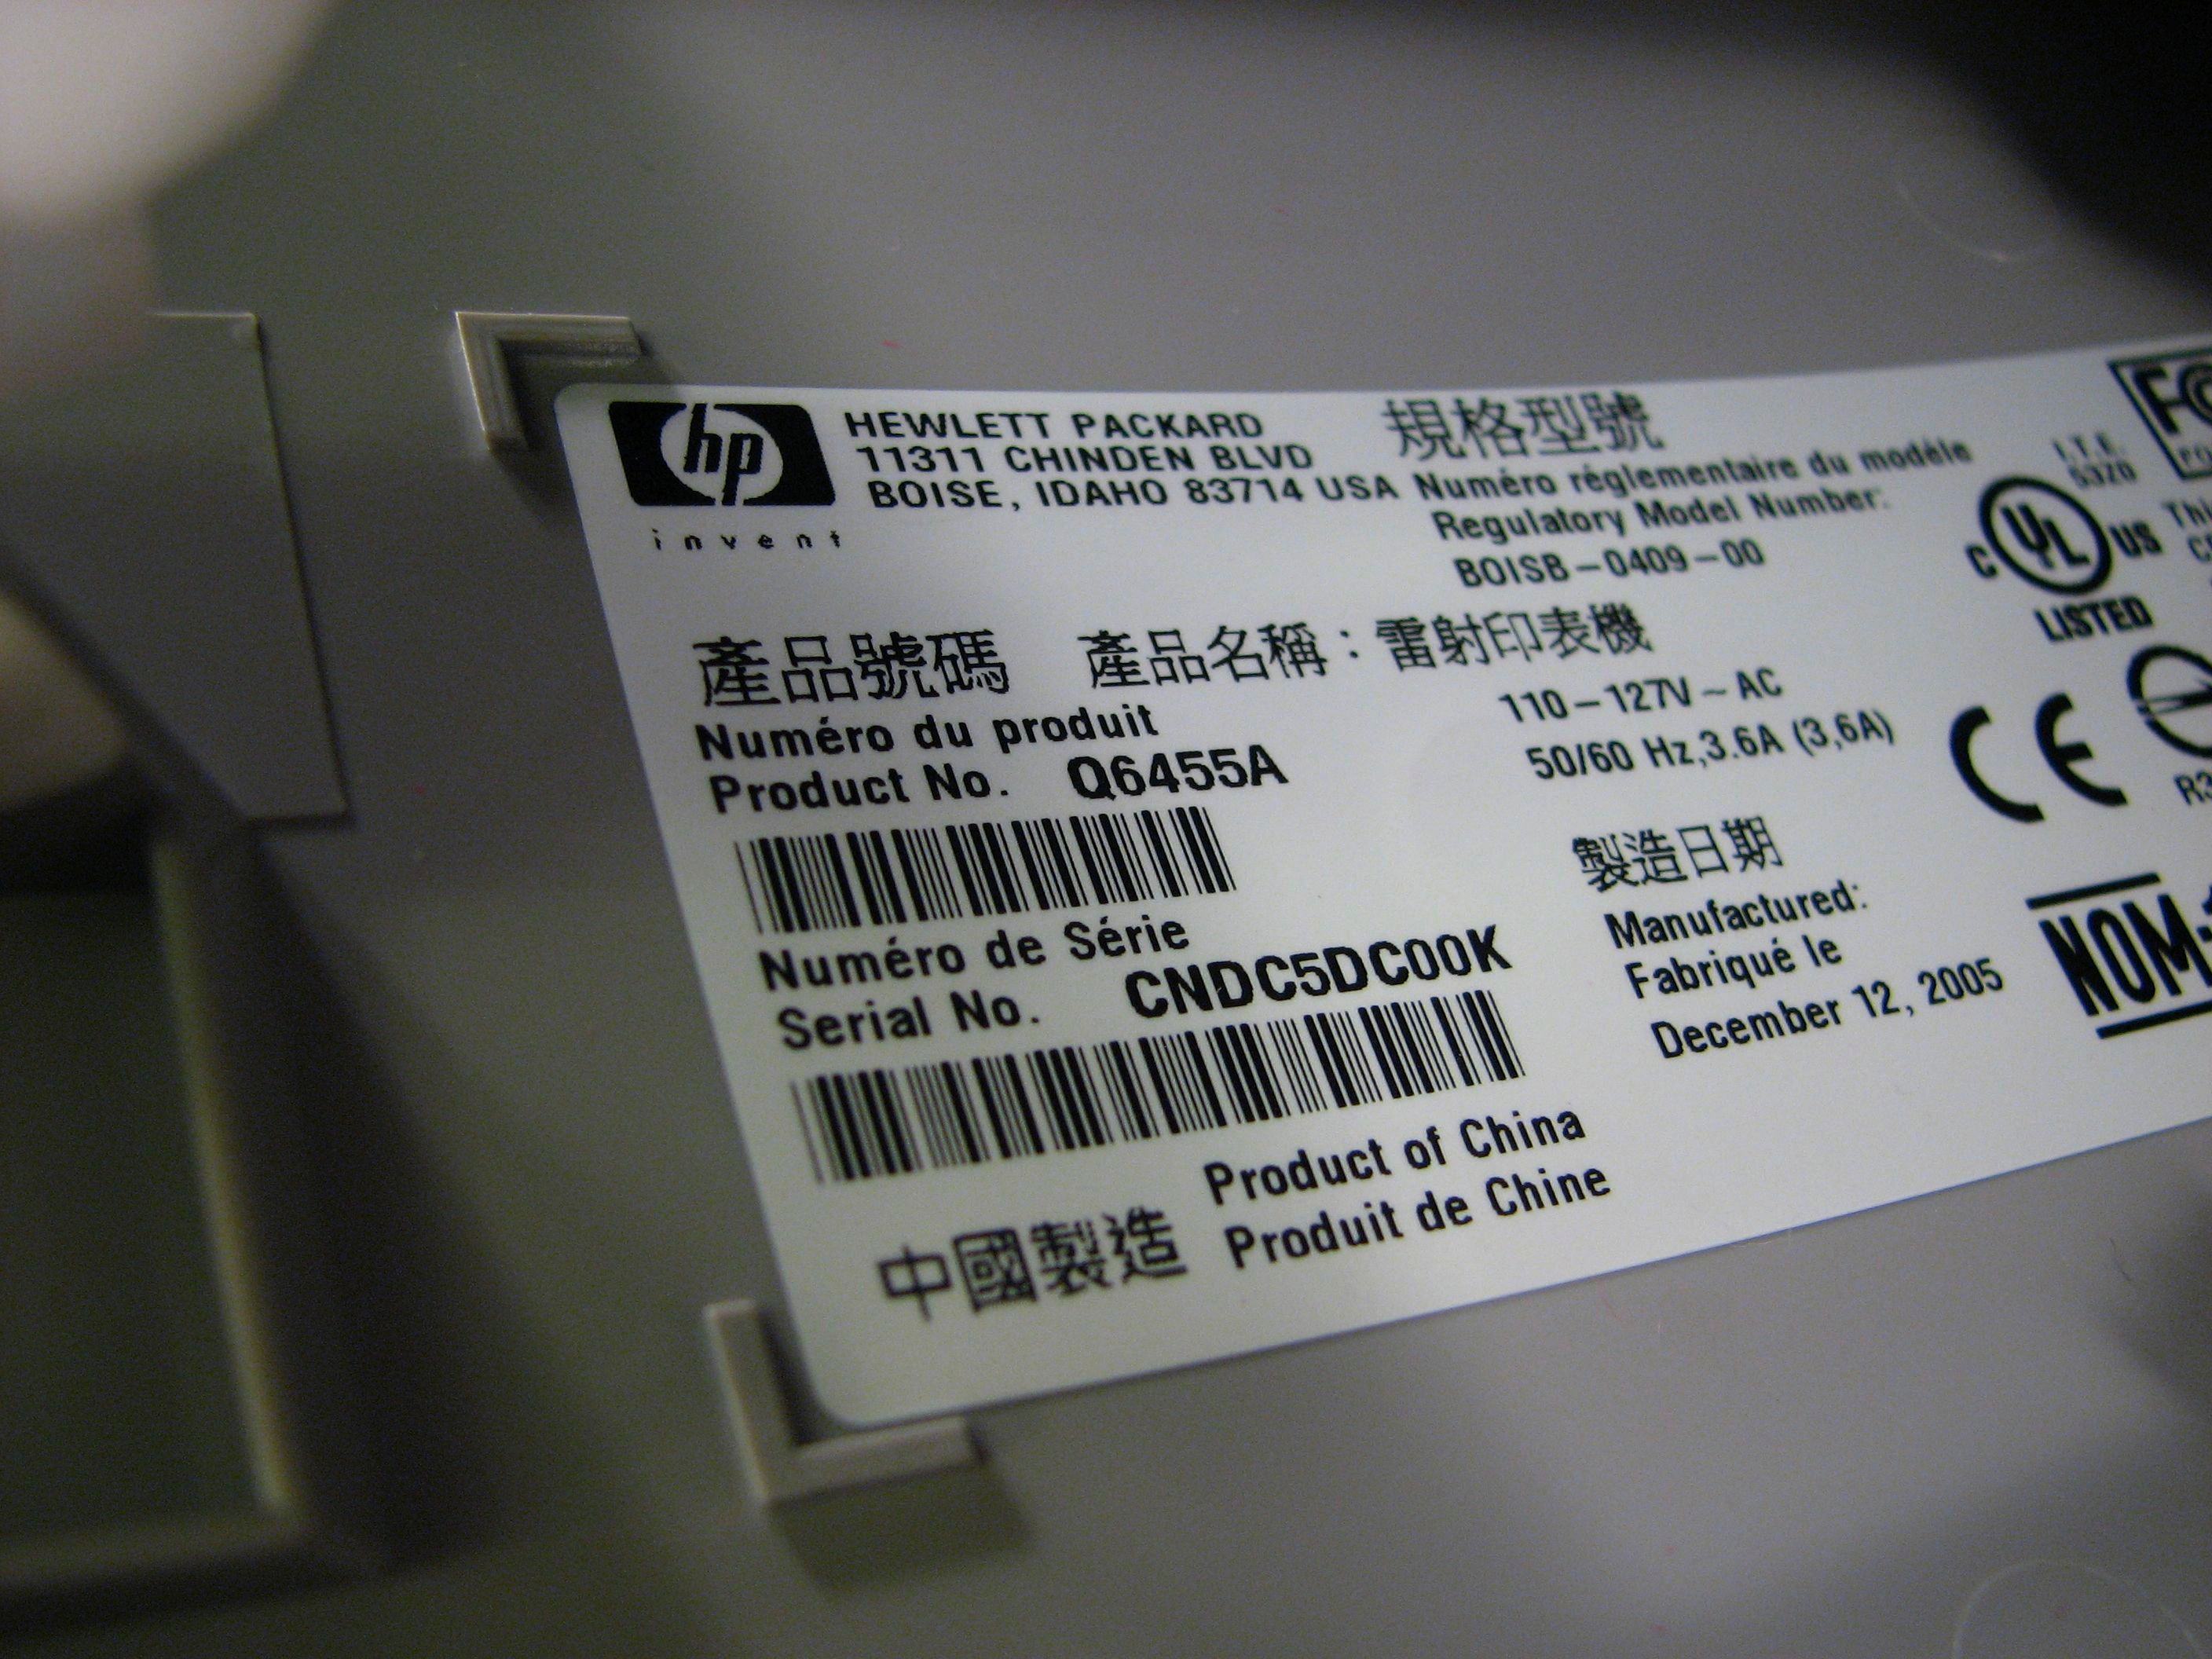 hp
invent
HEWLETT PACKARD
11311 CHINDEN BLVD
BOISE, IDAHO 83714 USA
規格型號
Numéro réglementaire du modèle
Regulatory Model Number:
BOISB-0409-00
I.T.E.
C UL US
LISTED
產品號碼
Numéro du produit
Product No. Q6455A
產品名稱：雷射印表機
110-127V~AC
50/60 Hz,3.6A (3,6A)
CE
Numéro de Série
Serial No. CNDC5DC00K
製造日期
Manufactured:
Fabriqué le
December 12, 2005
NOM-
中國製造
Product of China
Produit de Chine